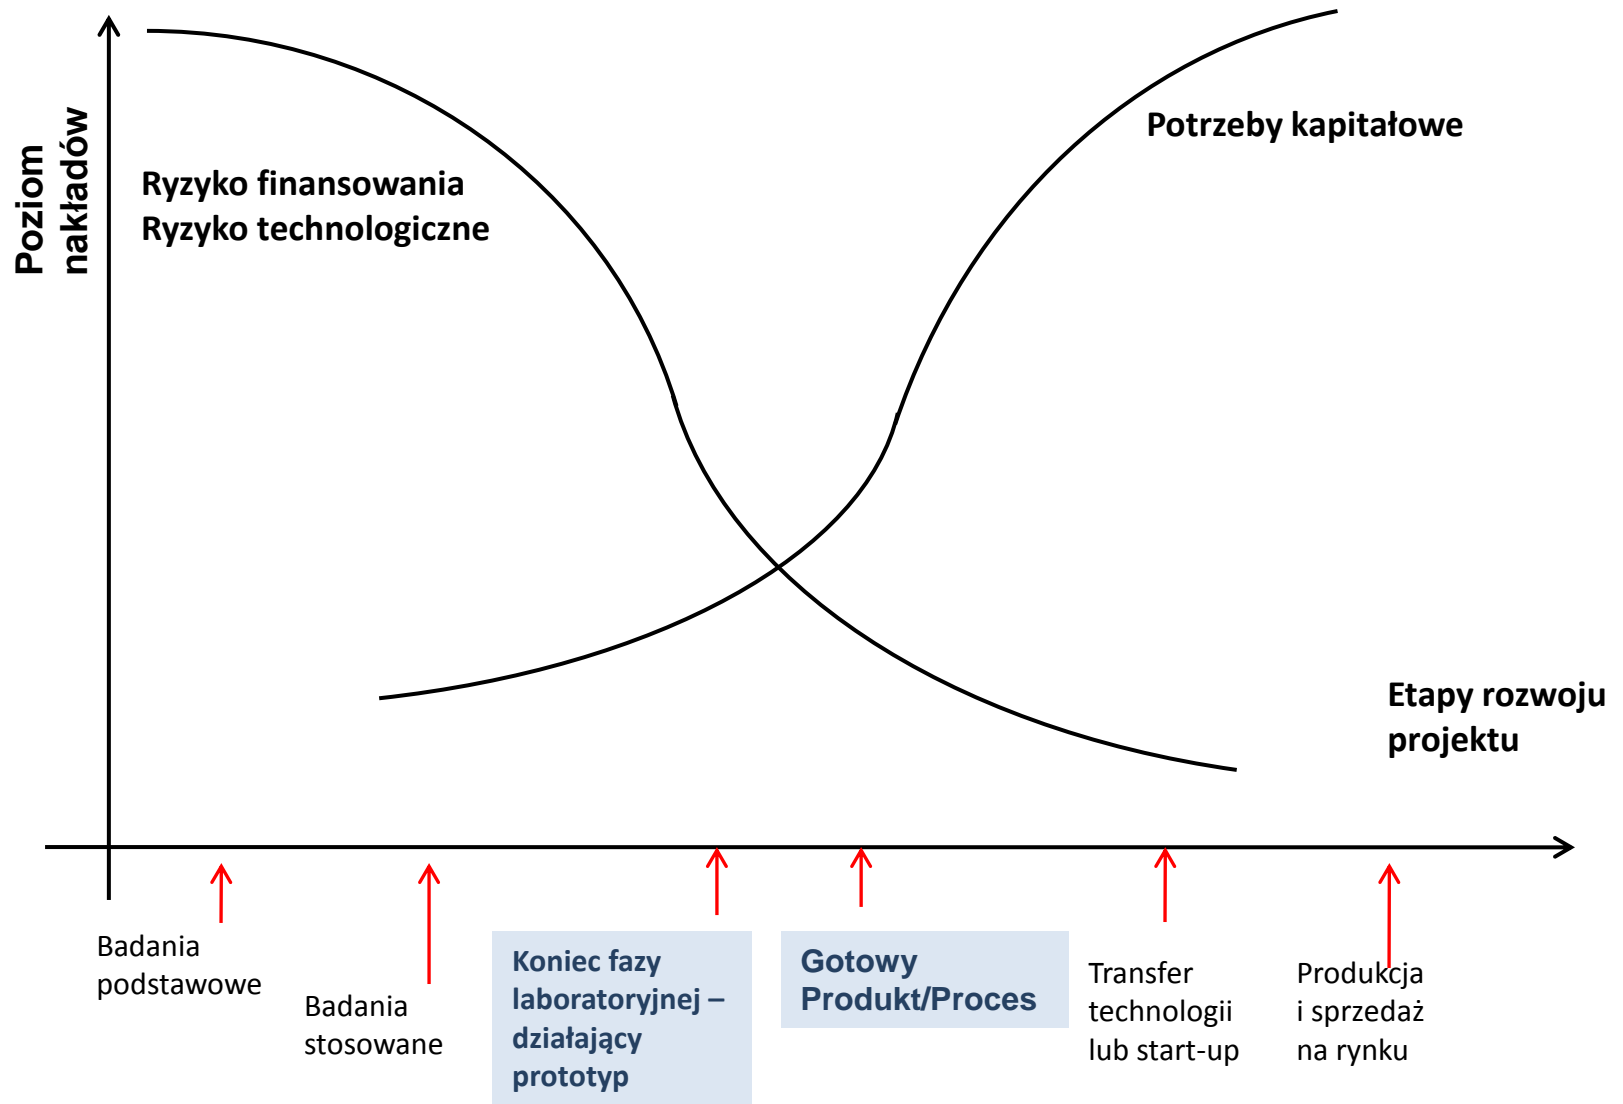 Poziom
nakładów
Ryzyko finansowania
Ryzyko technologiczne
Potrzeby kapitałowe
Etapy rozwoju
projektu
Badania
podstawowe
Badania
stosowane
Koniec fazy
laboratoryjnej –
działający
prototyp
Gotowy
Produkt/Proces
Transfer
technologii
lub start-up
Produkcja
i sprzedaż
na rynku